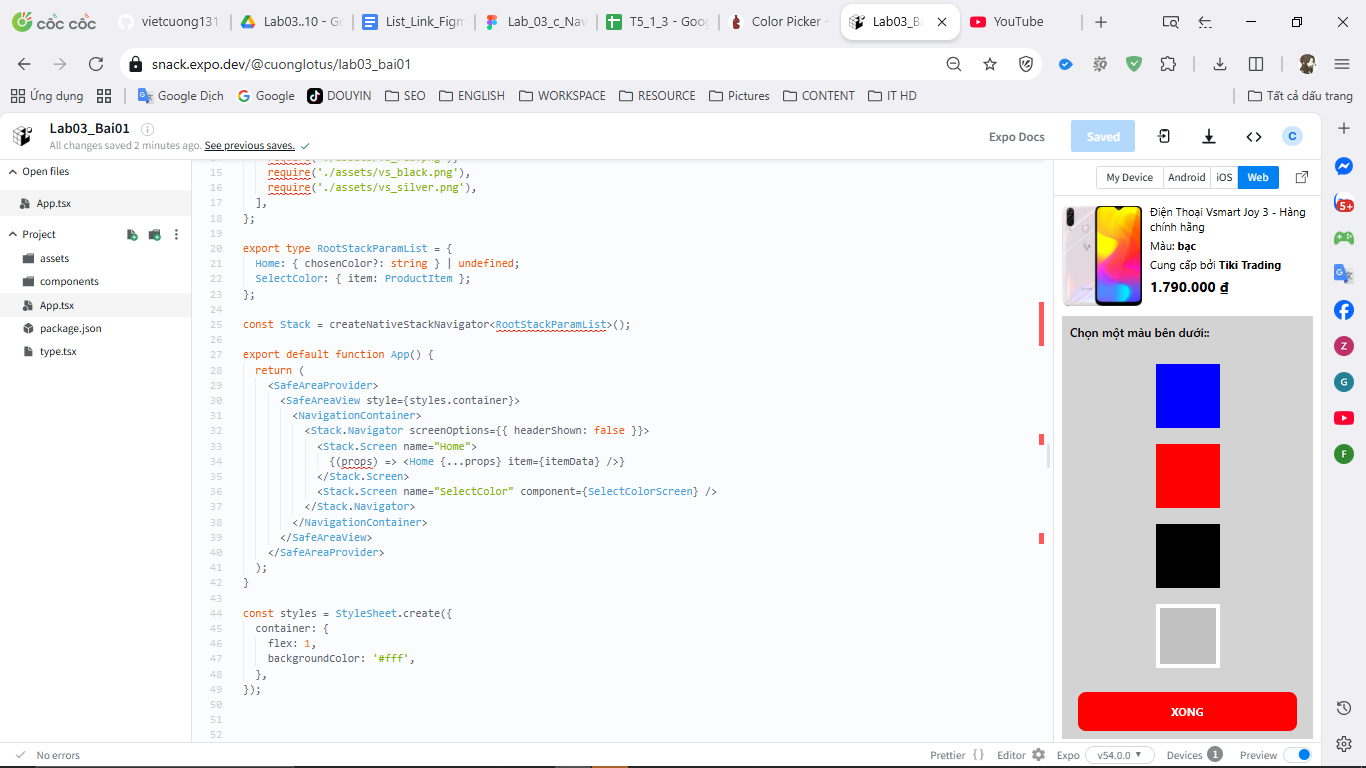 cốc cốc
vietcuong131
Lab03..10 - Go
List_Link_Figm
Lab_03_c_Nav
T5_1_3 - Goog
Color Picker -
Lab03_Ba
YouTube
snack.expo.dev/@cuonglotus/lab03_bai01
Ứng dụng
Google Dịch
Google
DOUYIN
SEO
ENGLISH
WORKSPACE
RESOURCE
Pictures
CONTENT
IT HD
Tất cả dấu trang
Lab03_Bai01
All changes saved 2 minutes ago. See previous saves.
Expo Docs
Saved
C
Open files
App.tsx
Project
assets
components
App.tsx
package.json
type.tsx
15 require('./assets/vs_black.png'),
16 require('./assets/vs_silver.png'),
17 ],
18 };
19
20 export type RootStackParamList = {
21 Home: { chosenColor?: string } | undefined;
22 SelectColor: { item: ProductItem };
23 };
24
25 const Stack = createNativeStackNavigator<RootStackParamList>();
26
27 export default function App() {
28 return (
29 <SafeAreaProvider>
30 <SafeAreaView style={styles.container}>
31 <NavigationContainer>
32 <Stack.Navigator screenOptions={{ headerShown: false }}>
33 <Stack.Screen name="Home">
34 {(props) => <Home {...props} item={itemData} />}
35 </Stack.Screen>
36 <Stack.Screen name="SelectColor" component={SelectColorScreen} />
37 </Stack.Navigator>
38 </NavigationContainer>
39 </SafeAreaView>
40 </SafeAreaProvider>
41 );
42 }
43
44 const styles = StyleSheet.create({
45 container: {
46 flex: 1,
47 backgroundColor: '#fff',
48 },
49 });
50
51
52
My Device
Android
iOS
Web
Điện Thoại Vsmart Joy 3 - Hàng
chính hãng
Màu: bạc
Cung cấp bởi Tiki Trading
1.790.000 ₫
Chọn một màu bên dưới::
XONG
5+
Z
G
F
No errors
Prettier
Editor
Expo
v54.0.0
Devices 1
Preview